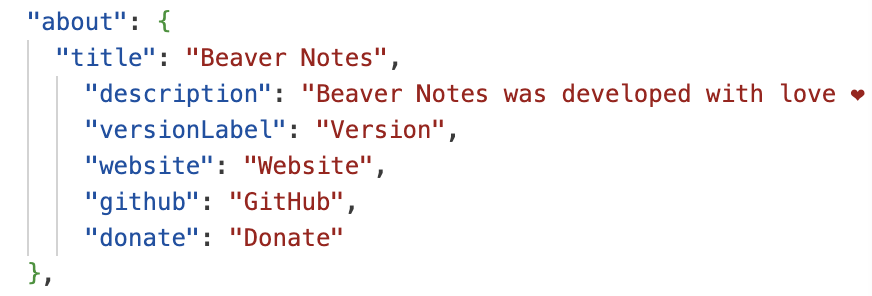 "about": {
"title": "Beaver Notes",
"description": "Beaver Notes was developed with love ❤
"versionLabel": "Version",
"website": "Website",
"github": "GitHub",
"donate": "Donate"
},